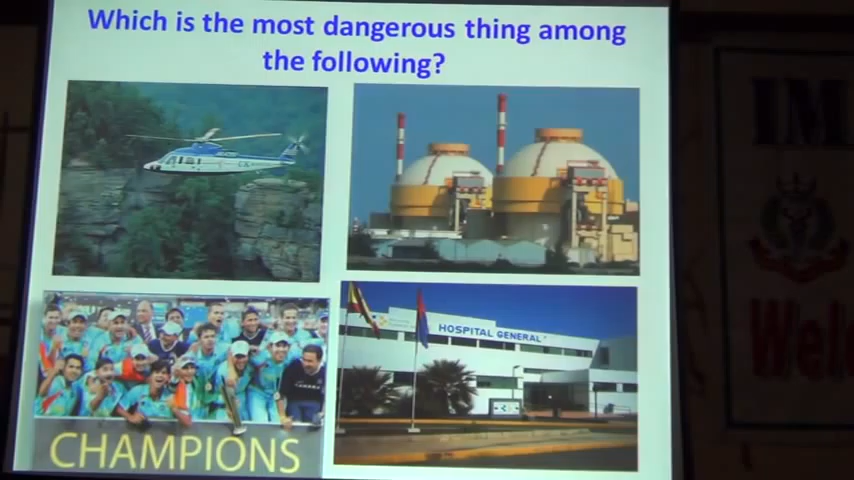 Which is the most dangerous thing among
the following?
HOSPITAL GENERAL
CHAMPIONS
IM
Wel